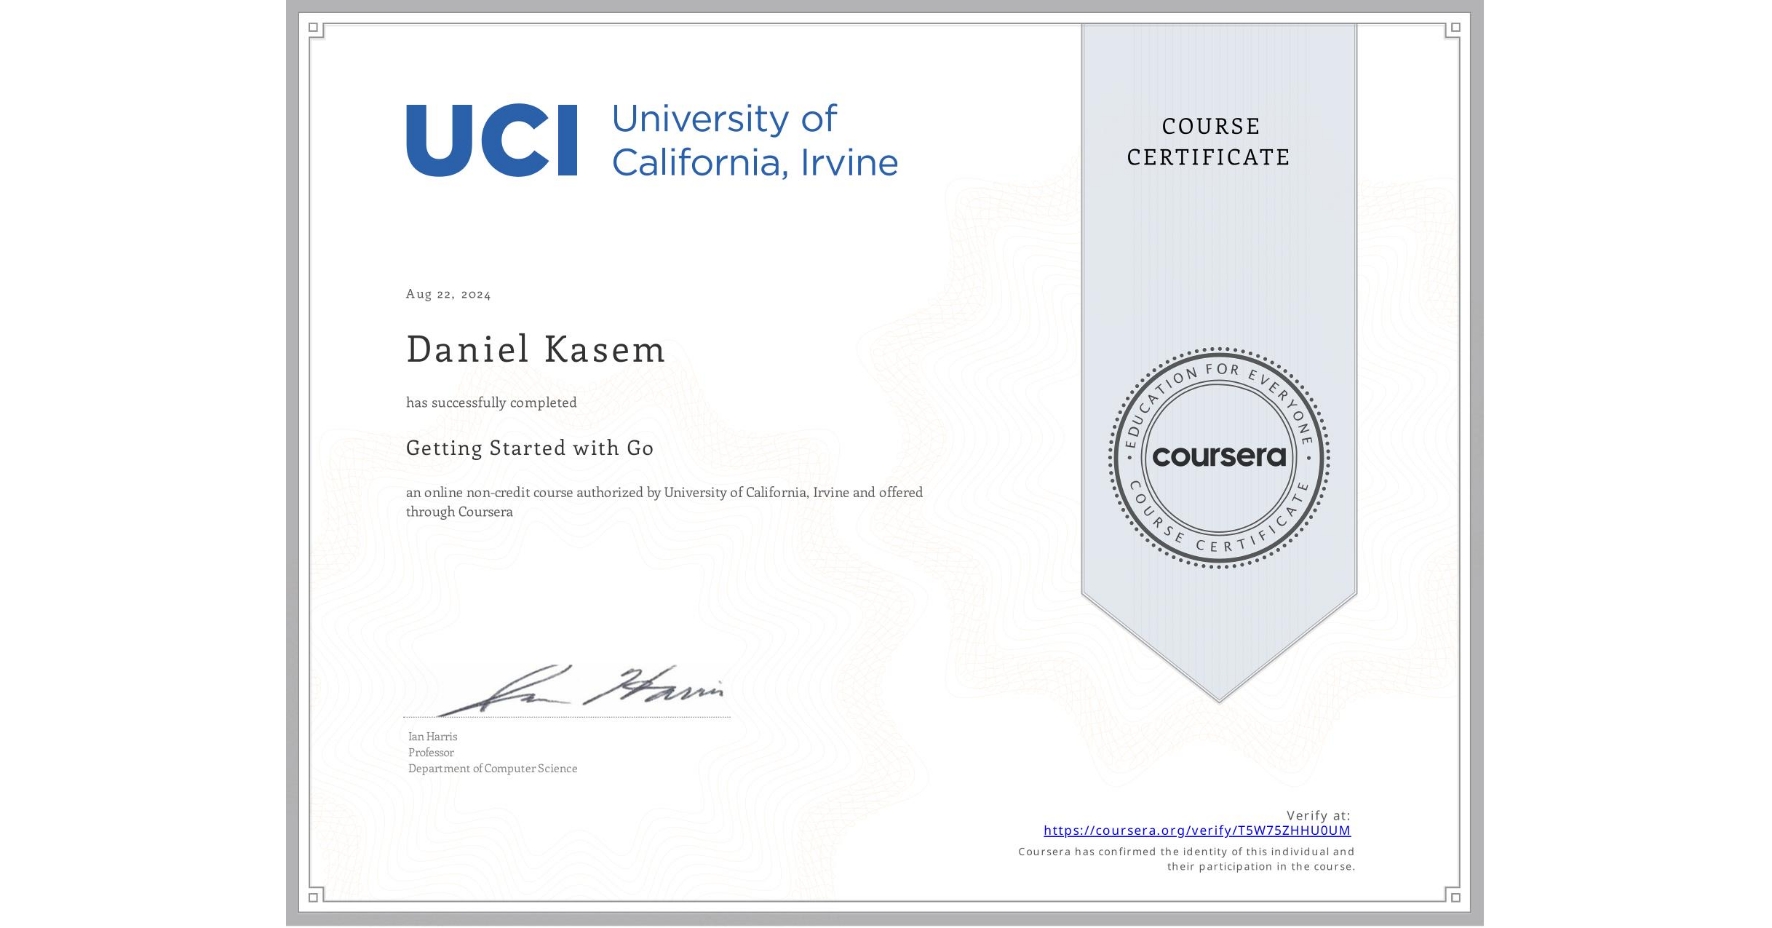 UCI University of
California, Irvine
COURSE
CERTIFICATE
Aug 22, 2024
Daniel Kasem
has successfully completed
Getting Started with Go
an online non-credit course authorized by University of California, Irvine and offered
through Coursera
EDUCATION FOR EVERYONE
coursera
COURSE CERTIFICATE
Ian Harris
Ian Harris
Professor
Department of Computer Science
Verify at:
https://coursera.org/verify/T5W75ZHHU0UM
Coursera has confirmed the identity of this individual and
their participation in the course.